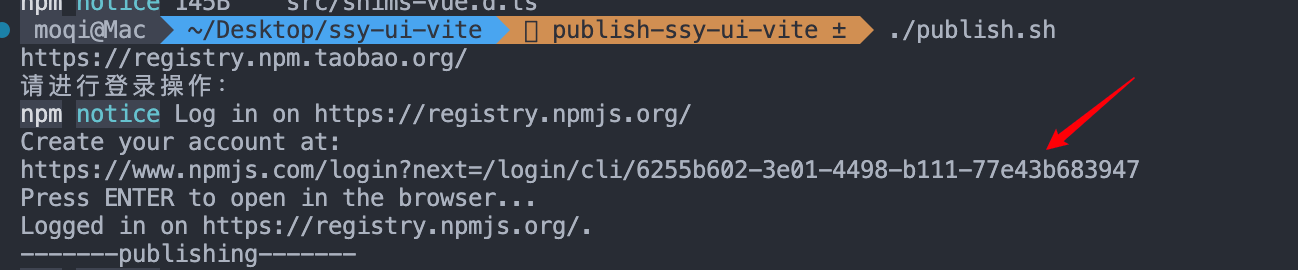 npm notice 145B src/shims-vue.d.ts
moqi@Mac ~/Desktop/ssy-ui-vite publish-ssy-ui-vite ± ./publish.sh
https://registry.npm.taobao.org/
请进行登录操作：
npm notice Log in on https://registry.npmjs.org/
Create your account at:
https://www.npmjs.com/login?next=/login/cli/6255b602-3e01-4498-b111-77e43b683947
Press ENTER to open in the browser...
Logged in on https://registry.npmjs.org/.
-------publishing-------